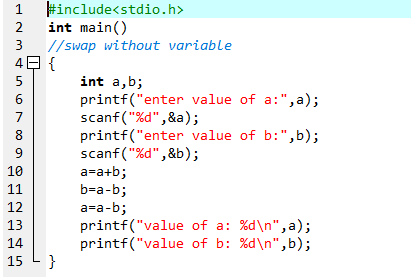 1 #include<stdio.h>
2 int main()
3 //swap without variable
4 {
5 int a,b;
6 printf("enter value of a:",a);
7 scanf("%d",&a);
8 printf("enter value of b:",b);
9 scanf("%d",&b);
10 a=a+b;
11 b=a-b;
12 a=a-b;
13 printf("value of a: %d\n",a);
14 printf("value of b: %d\n",b);
15 }